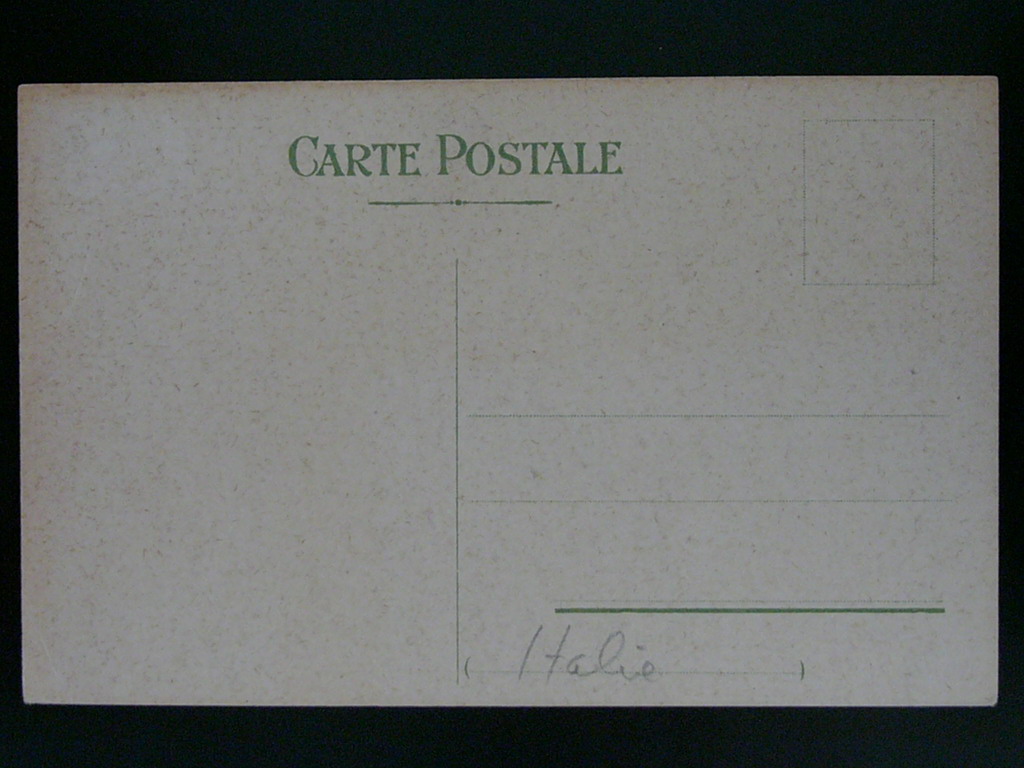 CARTE POSTALE
( Italie )